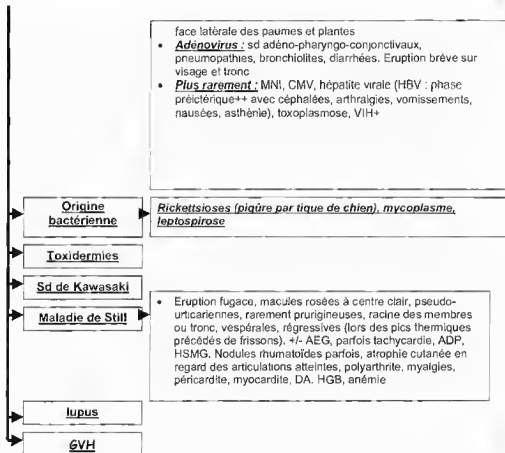 face latérale des paumes et plantes
• Adénovirus : sd adéno-pharyngo-conjonctivaux,
pneumopathies, bronchiolites, diarrhées. Eruption brève sur
visage et tronc
• Plus rarement : MNI, CMV, hépatite virale (HBV : phase
préictérique++ avec céphalées, arthralgies, vomissements,
nausées, asthénie), toxoplasmose, VIH+
Origine
bactérienne
Rickettsioses (piqûre par tique de chien), mycoplasme,
leptospirose
Toxidermies
Sd de Kawasaki
Maladie de Still
• Eruption fugace, macules rosées à centre clair, pseudo-
urticariennes, rarement prurigineuses, racine des membres
ou tronc, vespérales, régressives (lors des pics thermiques
précédés de frissons). +/- AEG, parfois tachycardie, ADP,
HSMG. Nodules rhumatoïdes parfois, atrophie cutanée en
regard des articulations atteintes, polyarthrite, myalgies,
péricardite, myocardite, DA. HGB, anémie
lupus
GVH